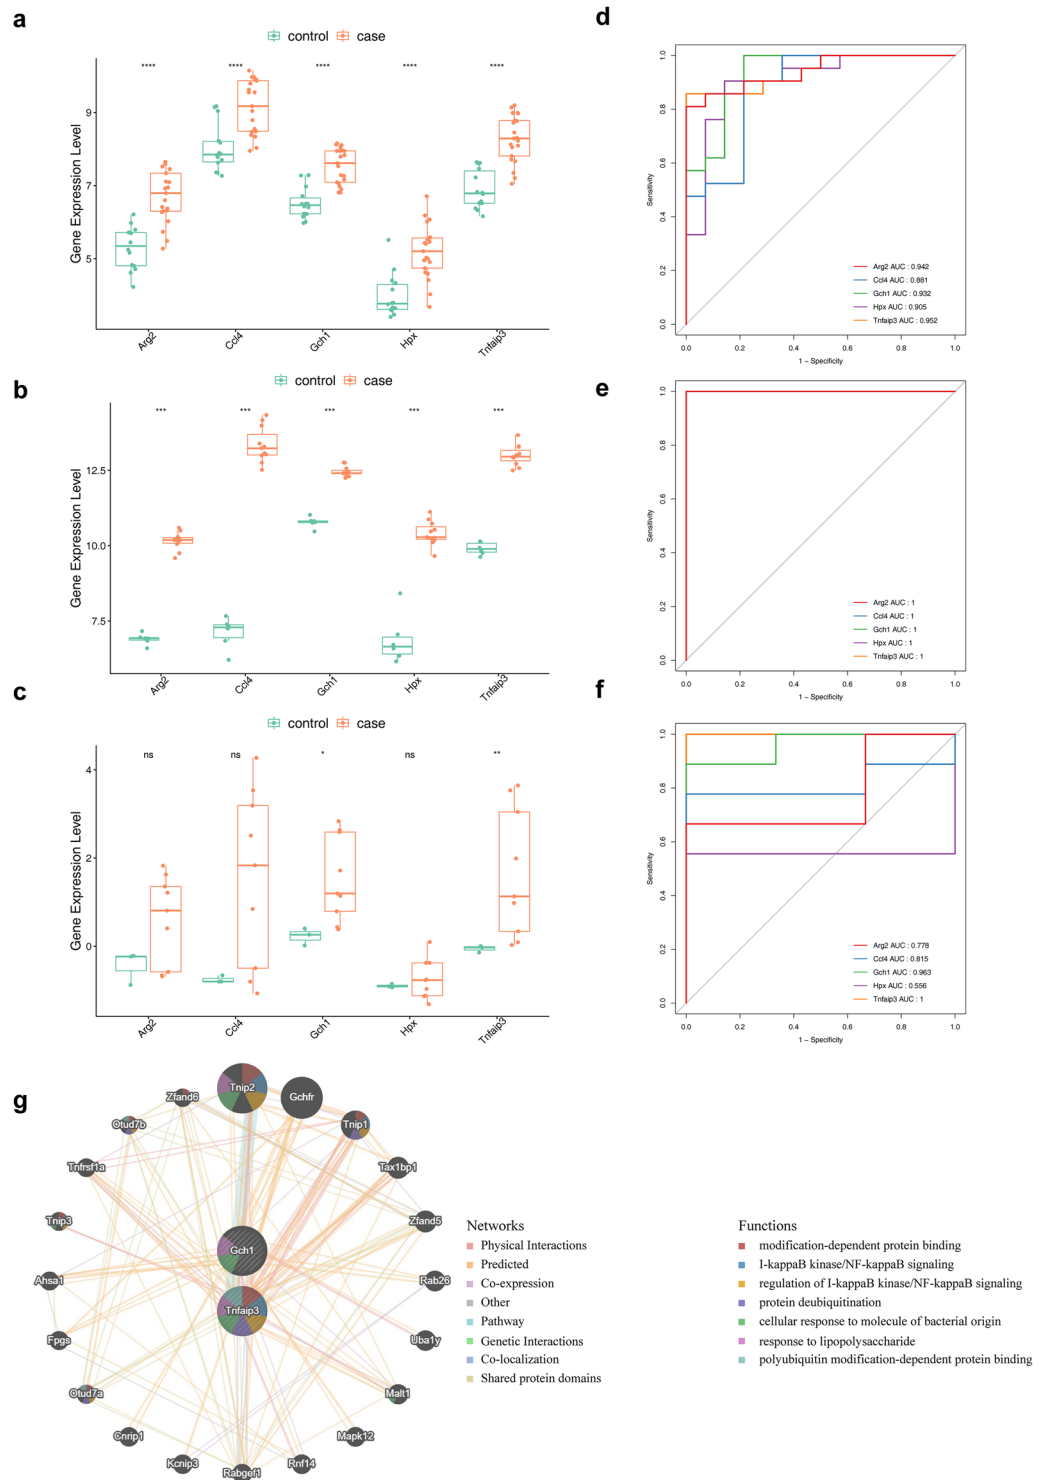 a
control case
**** **** **** **** ****
Gene Expression Level
9
7
5
Arg2 Ccl4 Gch1 Hpx Tnfaip3
b
control case
*** *** *** *** ***
Gene Expression Level
12.5
10.0
7.5
Arg2 Ccl4 Gch1 Hpx Tnfaip3
c
control case
ns ns * ns **
Gene Expression Level
4
2
0
Arg2 Ccl4 Gch1 Hpx Tnfaip3
d
Sensitivity
1.0
0.8
0.6
0.4
0.2
0.0
Arg2 AUC : 0.942
Ccl4 AUC : 0.881
Gch1 AUC : 0.932
Hpx AUC : 0.905
Tnfaip3 AUC : 0.952
0.0 0.2 0.4 0.6 0.8 1.0
1 - Specificity
e
Sensitivity
1.0
0.8
0.6
0.4
0.2
0.0
Arg2 AUC : 1
Ccl4 AUC : 1
Gch1 AUC : 1
Hpx AUC : 1
Tnfaip3 AUC : 1
0.0 0.2 0.4 0.6 0.8 1.0
1 - Specificity
f
Sensitivity
1.0
0.8
0.6
0.4
0.2
0.0
Arg2 AUC : 0.778
Ccl4 AUC : 0.815
Gch1 AUC : 0.963
Hpx AUC : 0.556
Tnfaip3 AUC : 1
0.0 0.2 0.4 0.6 0.8 1.0
1 - Specificity
g
Tnip2
Gchfr
Zfand6
Otud7b
Tnip1
Tnfrsf1a
Tax1bp1
Tnip3
Zfand5
Gch1
Ahsa1
Rab26
Tnfaip3
Fpgs
Uba1y
Otud7a
Malt1
Cnrip1
Mapk12
Kcnip3
Rnf14
Rabgef1
Networks
Physical Interactions
Predicted
Co-expression
Other
Pathway
Genetic Interactions
Co-localization
Shared protein domains
Functions
modification-dependent protein binding
I-kappaB kinase/NF-kappaB signaling
regulation of I-kappaB kinase/NF-kappaB signaling
protein deubiquitination
cellular response to molecule of bacterial origin
response to lipopolysaccharide
polyubiquitin modification-dependent protein binding